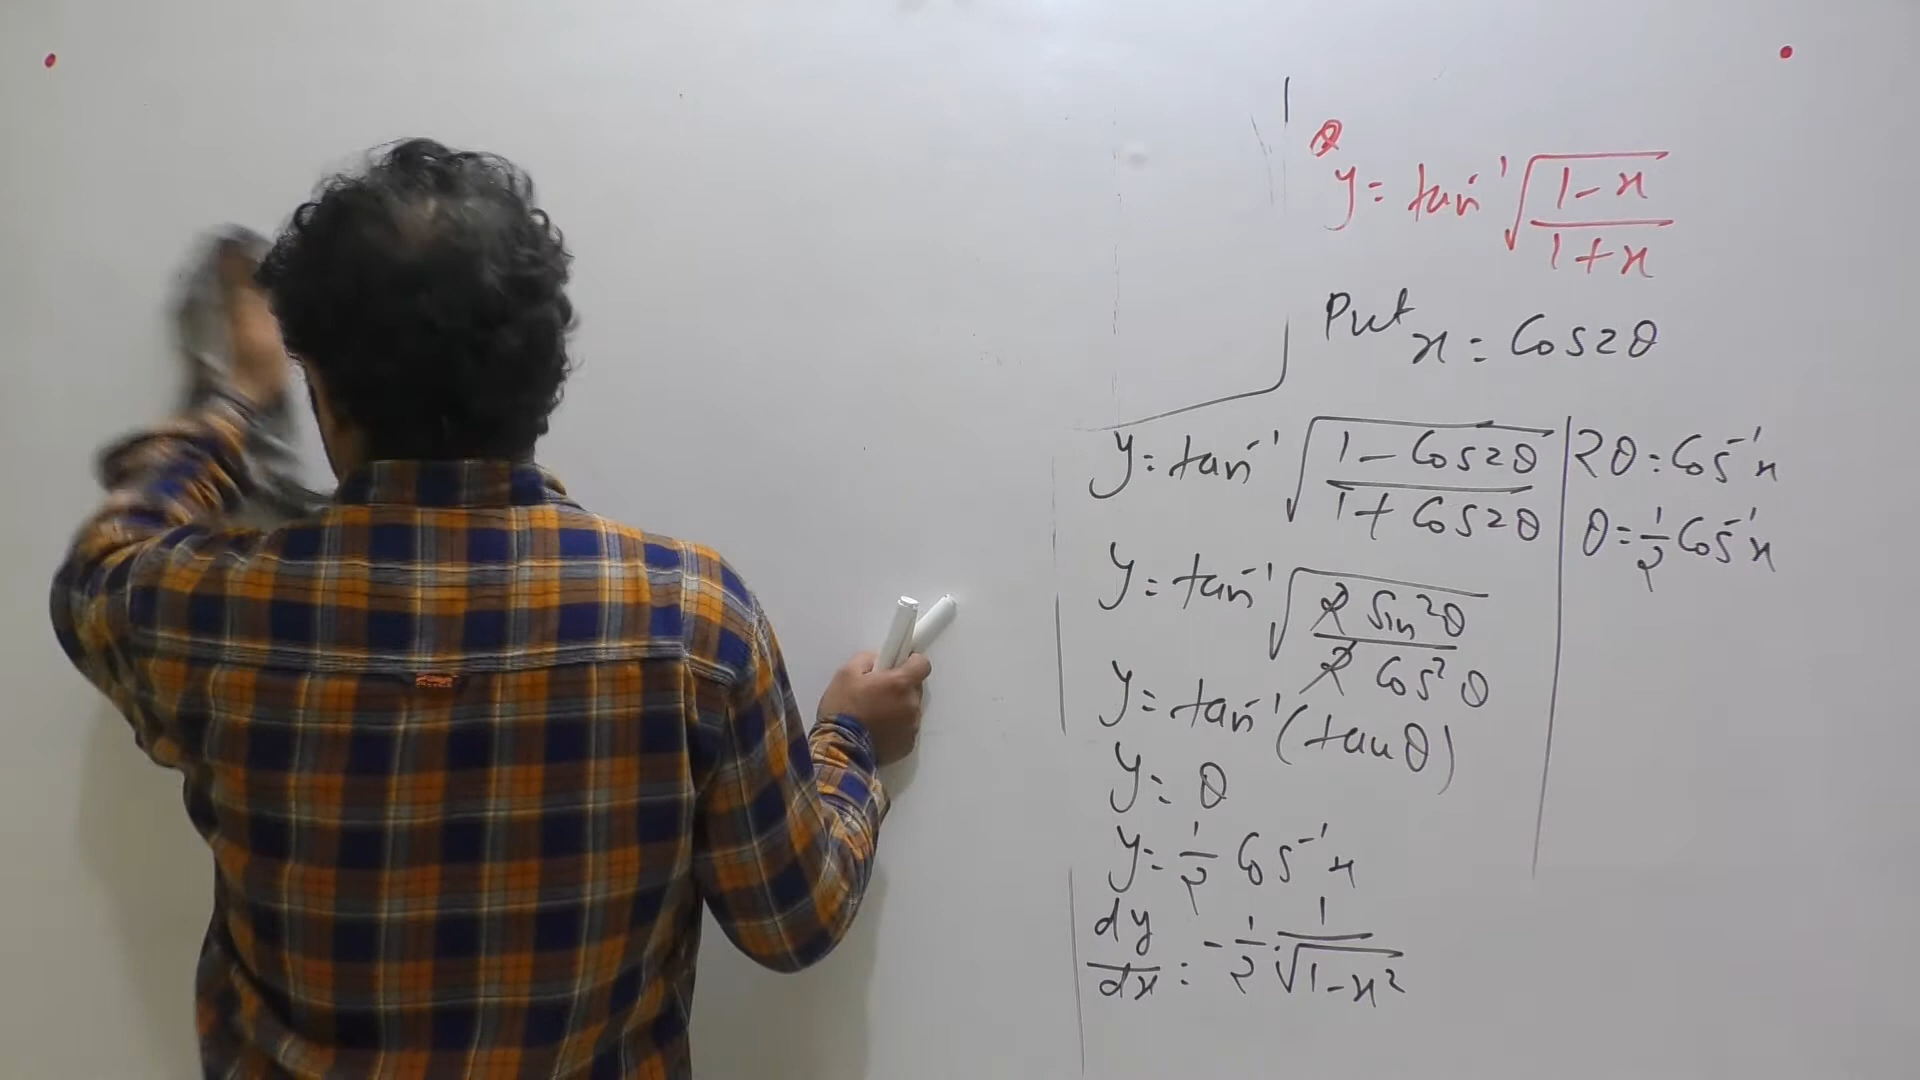 Q
y = tan⁻¹ √((1-x)/(1+x))
Put x = Cos2θ
y = tan⁻¹ √((1-Cos2θ)/(1+Cos2θ))
y = tan⁻¹ √((2 Sin²θ)/(2 Cos²θ))
y = tan⁻¹(tanθ)
y = θ
y = 1/2 Cos⁻¹x
dy/dx = -1/2 · 1/√(1-x²)
2θ = Cos⁻¹x
θ = 1/2 Cos⁻¹x